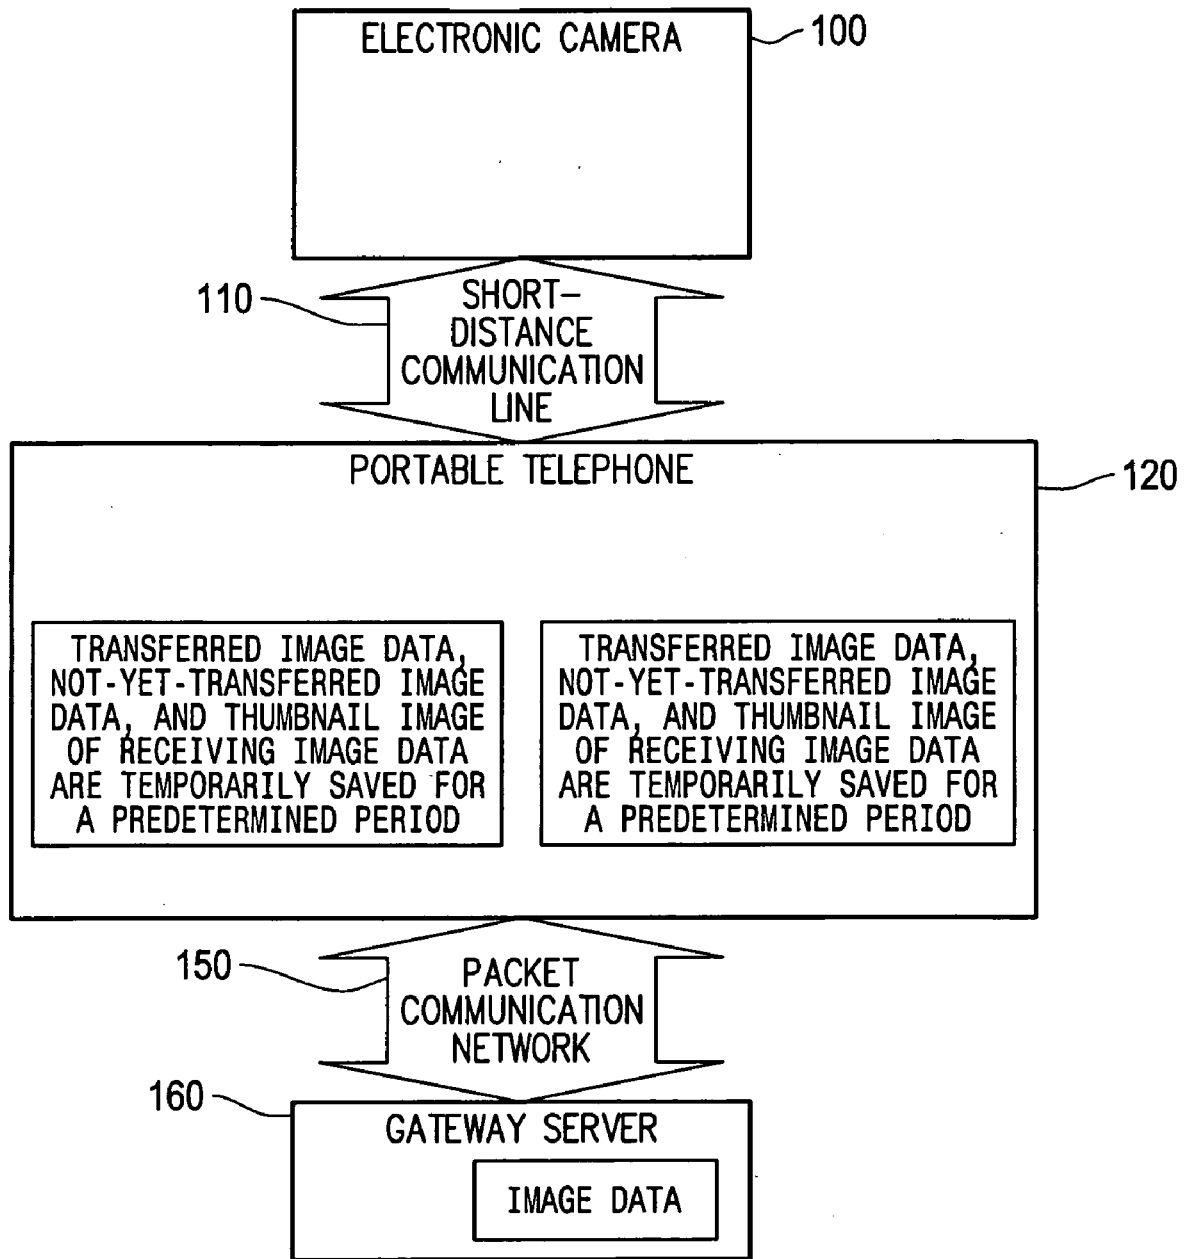 ELECTRONIC CAMERA
100
110
SHORT-
DISTANCE
COMMUNICATION
LINE
PORTABLE TELEPHONE
120
TRANSFERRED IMAGE DATA,
NOT-YET-TRANSFERRED IMAGE
DATA, AND THUMBNAIL IMAGE
OF RECEIVING IMAGE DATA
ARE TEMPORARILY SAVED FOR
A PREDETERMINED PERIOD
TRANSFERRED IMAGE DATA,
NOT-YET-TRANSFERRED IMAGE
DATA, AND THUMBNAIL IMAGE
OF RECEIVING IMAGE DATA
ARE TEMPORARILY SAVED FOR
A PREDETERMINED PERIOD
150
PACKET
COMMUNICATION
NETWORK
160
GATEWAY SERVER
IMAGE DATA